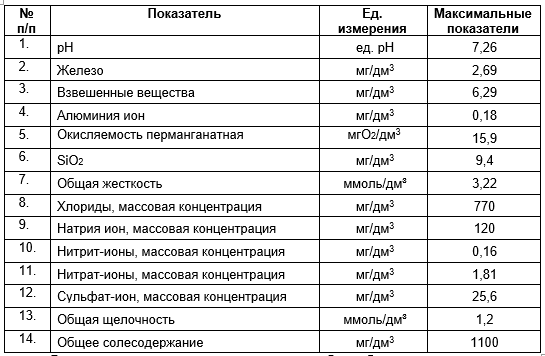 № п/п Показатель Ед. измерения Максимальные показатели
1. pH ед. pH 7,26
2. Железо мг/дм³ 2,69
3. Взвешенные вещества мг/дм³ 6,29
4. Алюминия ион мг/дм³ 0,18
5. Окисляемость перманганатная мгО₂/дм³ 15,9
6. SiO₂ мг/дм³ 9,4
7. Общая жесткость ммоль/дм³ 3,22
8. Хлориды, массовая концентрация мг/дм³ 770
9. Натрия ион, массовая концентрация мг/дм³ 120
10. Нитрит-ионы, массовая концентрация мг/дм³ 0,16
11. Нитрат-ионы, массовая концентрация мг/дм³ 1,81
12. Сульфат-ион, массовая концентрация мг/дм³ 25,6
13. Общая щелочность ммоль/дм³ 1,2
14. Общее солесодержание мг/дм³ 1100